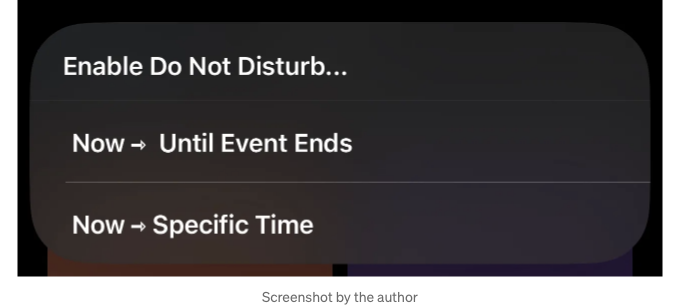 Enable Do Not Disturb...
Now → Until Event Ends
Now → Specific Time
Screenshot by the author